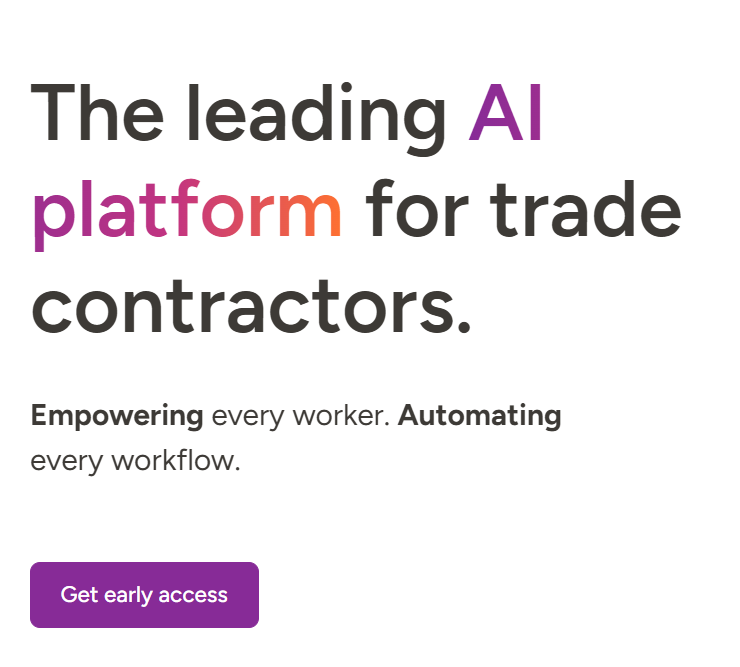 The leading AI
platform for trade
contractors.
Empowering every worker. Automating
every workflow.
Get early access